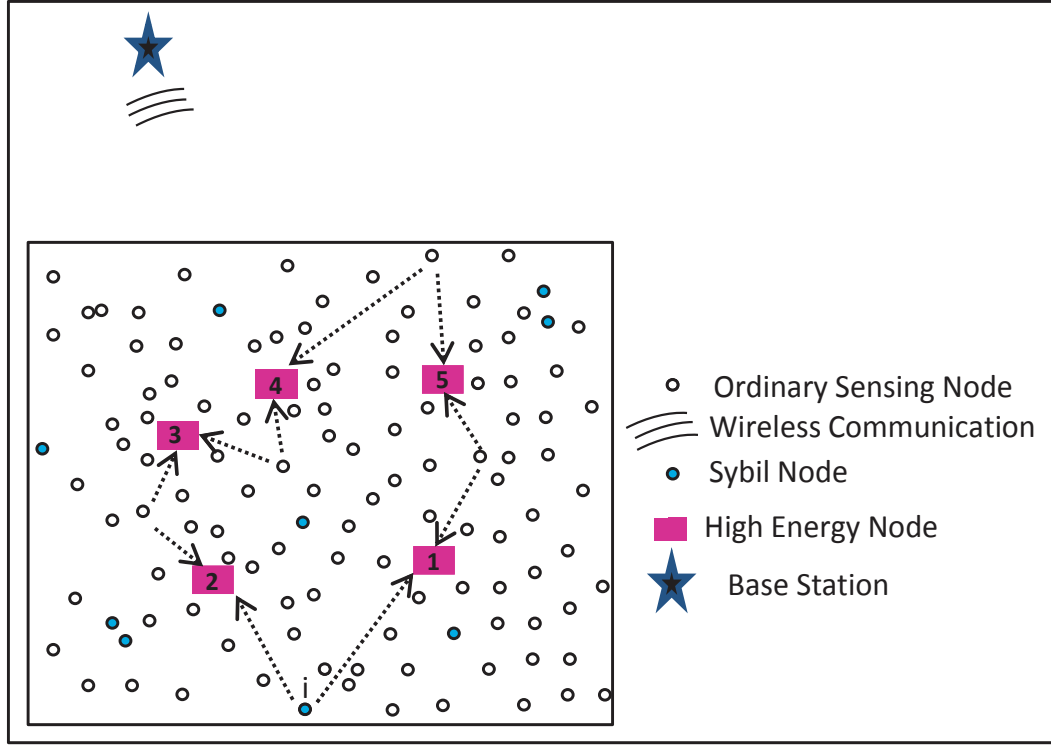 4
5
3
1
2
i
Ordinary Sensing Node
Wireless Communication
Sybil Node
High Energy Node
Base Station